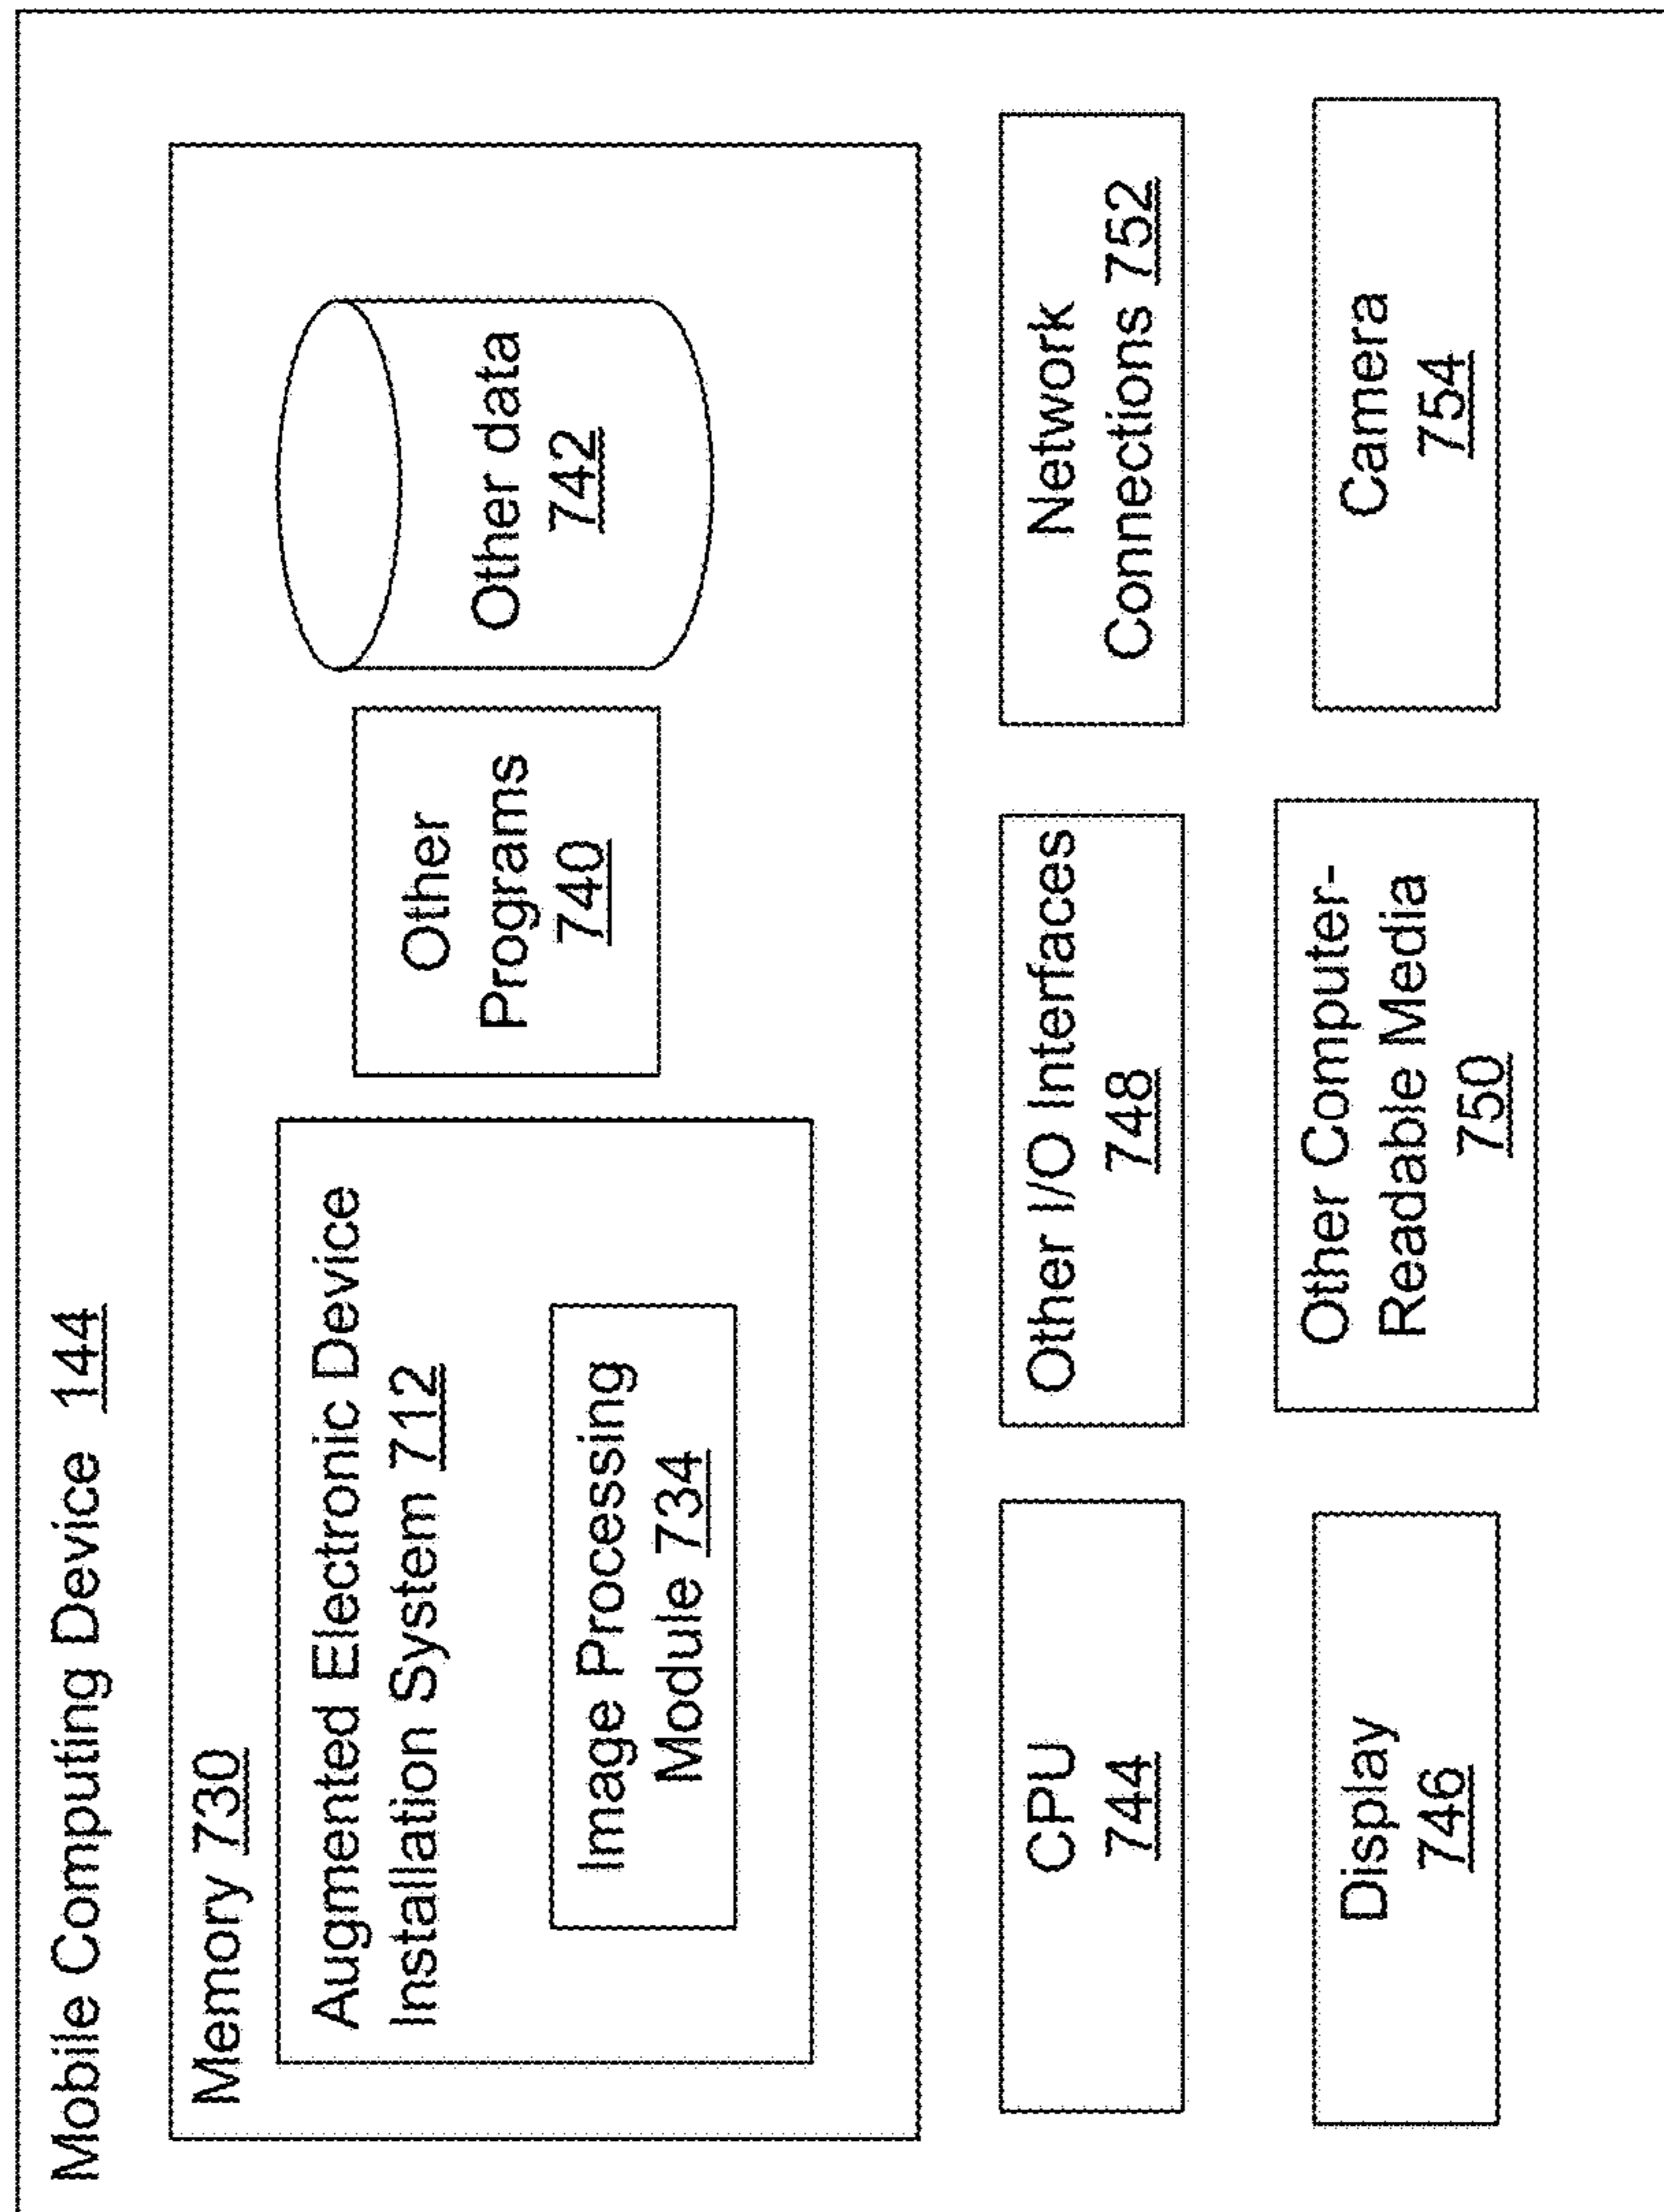 Mobile Computing Device 144
Memory 730
Augmented Electronic Device
Installation System 712
Image Processing
Module 734
Other
Programs
740
Other data
742
CPU
744
Other I/O Interfaces
748
Network
Connections 752
Display
746
Other Computer-
Readable Media
750
Camera
754